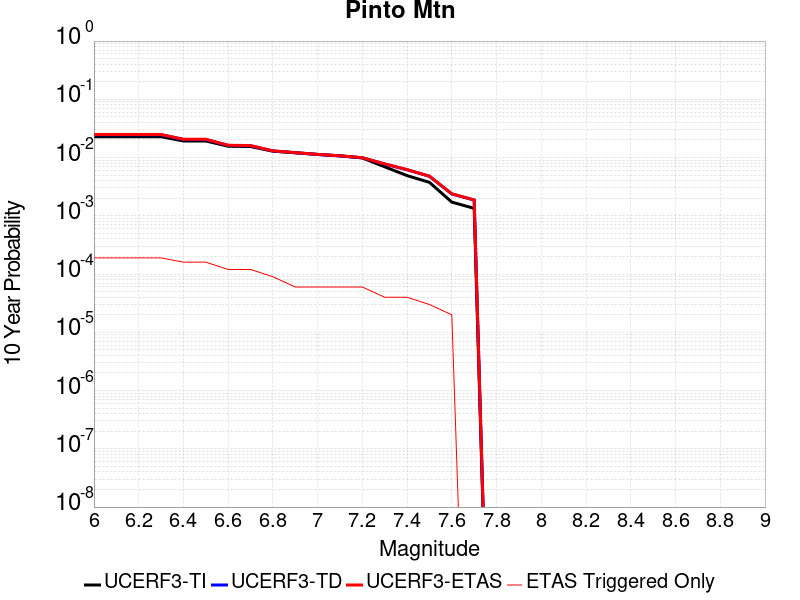 Pinto Mtn
10 Year Probability
10^0
10^-1
10^-2
10^-3
10^-4
10^-5
10^-6
10^-7
10^-8
6 6.2 6.4 6.6 6.8 7 7.2 7.4 7.6 7.8 8 8.2 8.4 8.6 8.8 9
Magnitude
UCERF3-TI UCERF3-TD UCERF3-ETAS ETAS Triggered Only